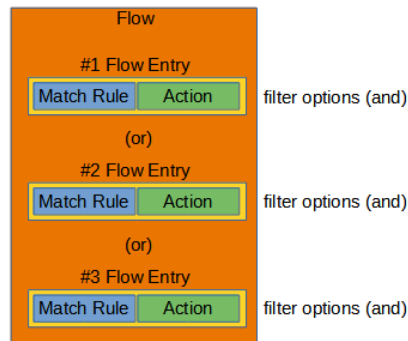 Flow
#1 Flow Entry
Match Rule Action filter options (and)
(or)
#2 Flow Entry
Match Rule Action filter options (and)
(or)
#3 Flow Entry
Match Rule Action filter options (and)